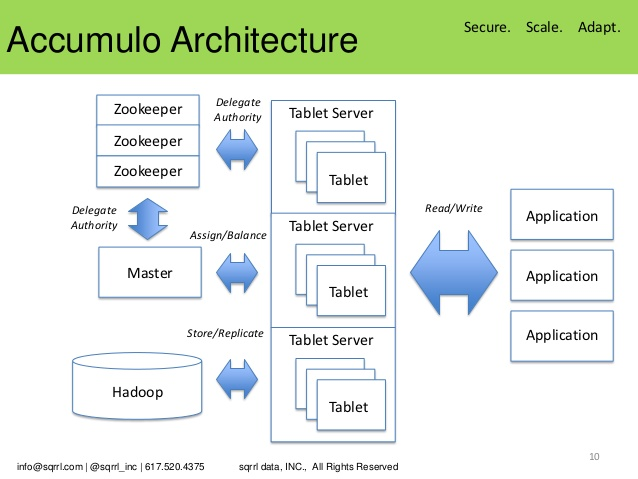 Accumulo Architecture
Secure. Scale. Adapt.
Zookeeper
Zookeeper
Zookeeper
Delegate
Authority
Tablet Server
Tablet
Delegate
Authority
Master
Assign/Balance
Tablet Server
Tablet
Read/Write
Application
Application
Application
Store/Replicate
Hadoop
Tablet Server
Tablet
10
info@sqrrl.com | @sqrrl_inc | 617.520.4375
sqrrl data, INC., All Rights Reserved